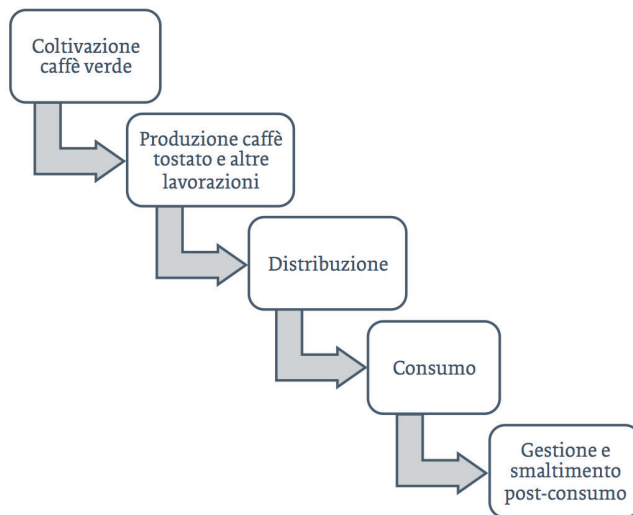 Coltivazione
caffè verde
Produzione caffè
tostato e altre
lavorazioni
Distribuzione
Consumo
Gestione e
smaltimento
post-consumo